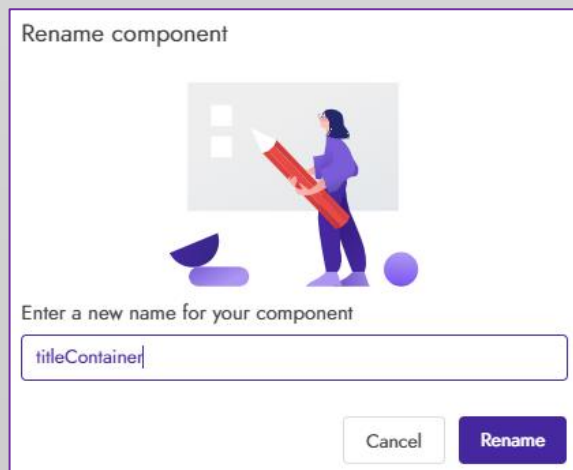 Rename component
Enter a new name for your component
titleContainer
Cancel
Rename